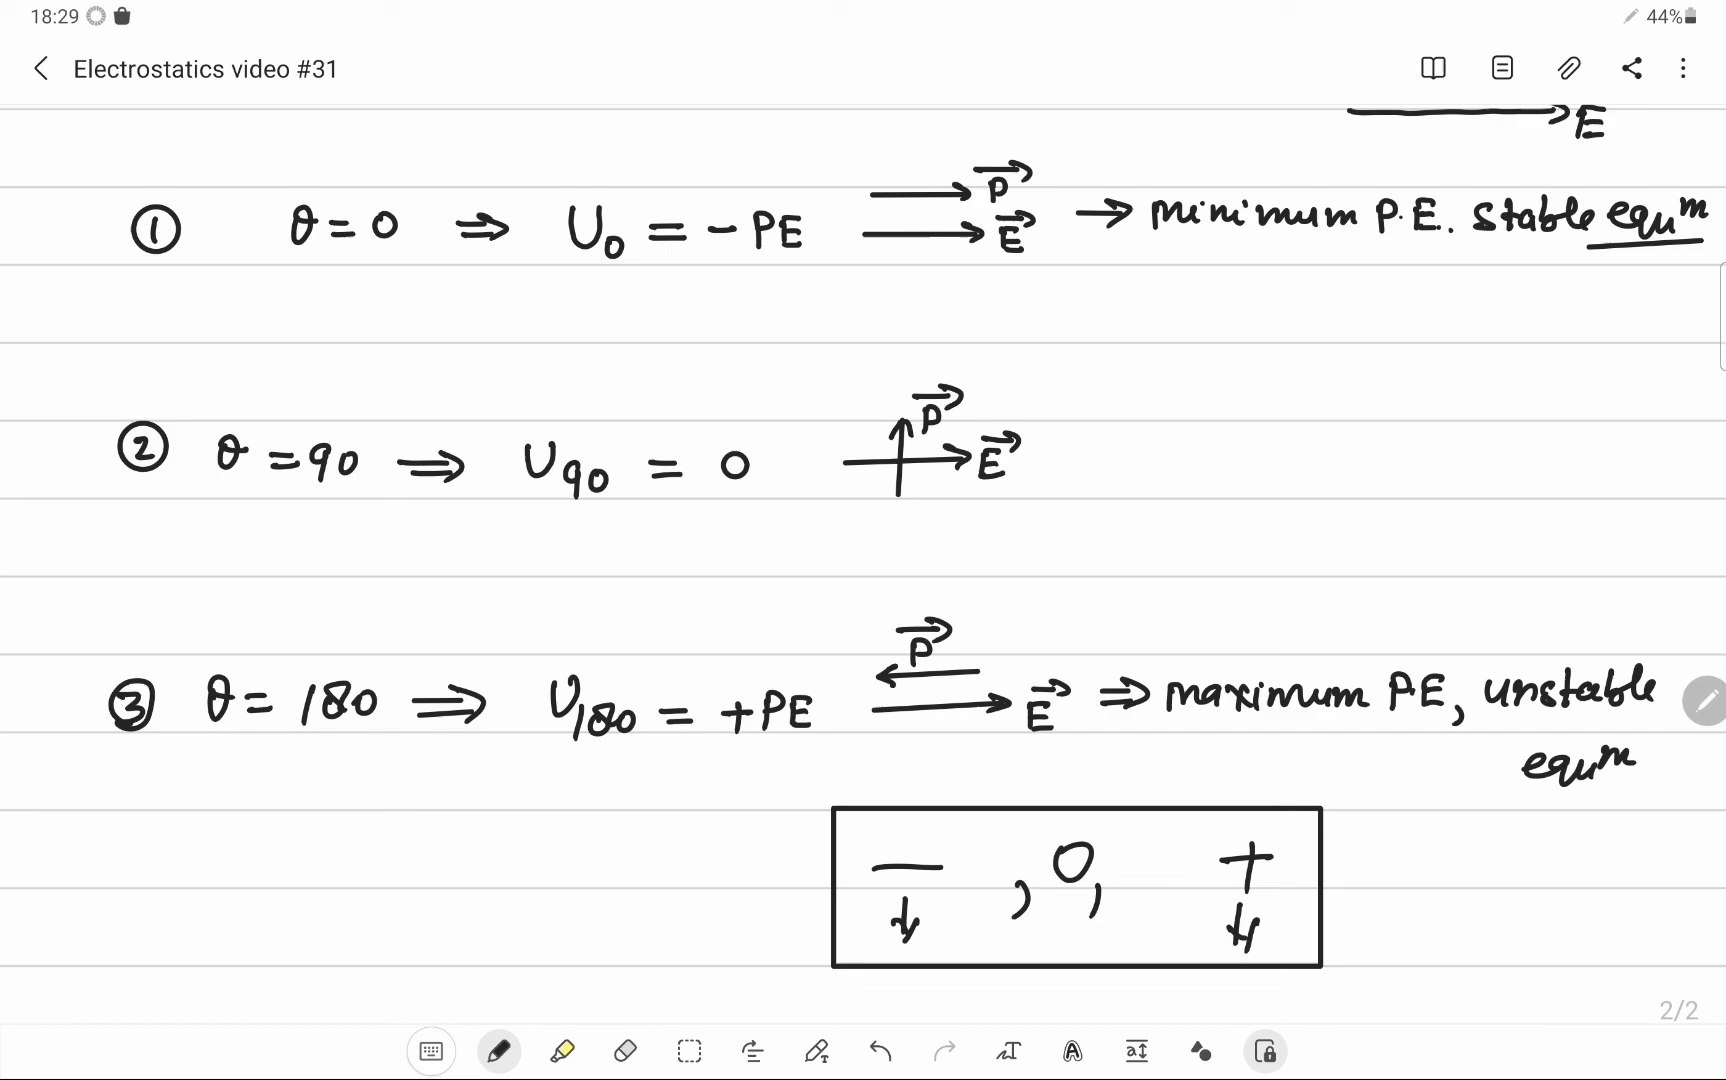 18:29 44%
Electrostatics video #31
E
① θ = 0 ⇒ U₀ = - PE P⃗ E⃗ → minimum P.E. stable equᵐ
② θ = 90 ⇒ U₉₀ = 0 P⃗ E⃗
③ θ = 180 ⇒ U₁₈₀ = +PE P⃗ E⃗ ⇒ maximum PE, unstable
equᵐ
— , 0, +
2/2